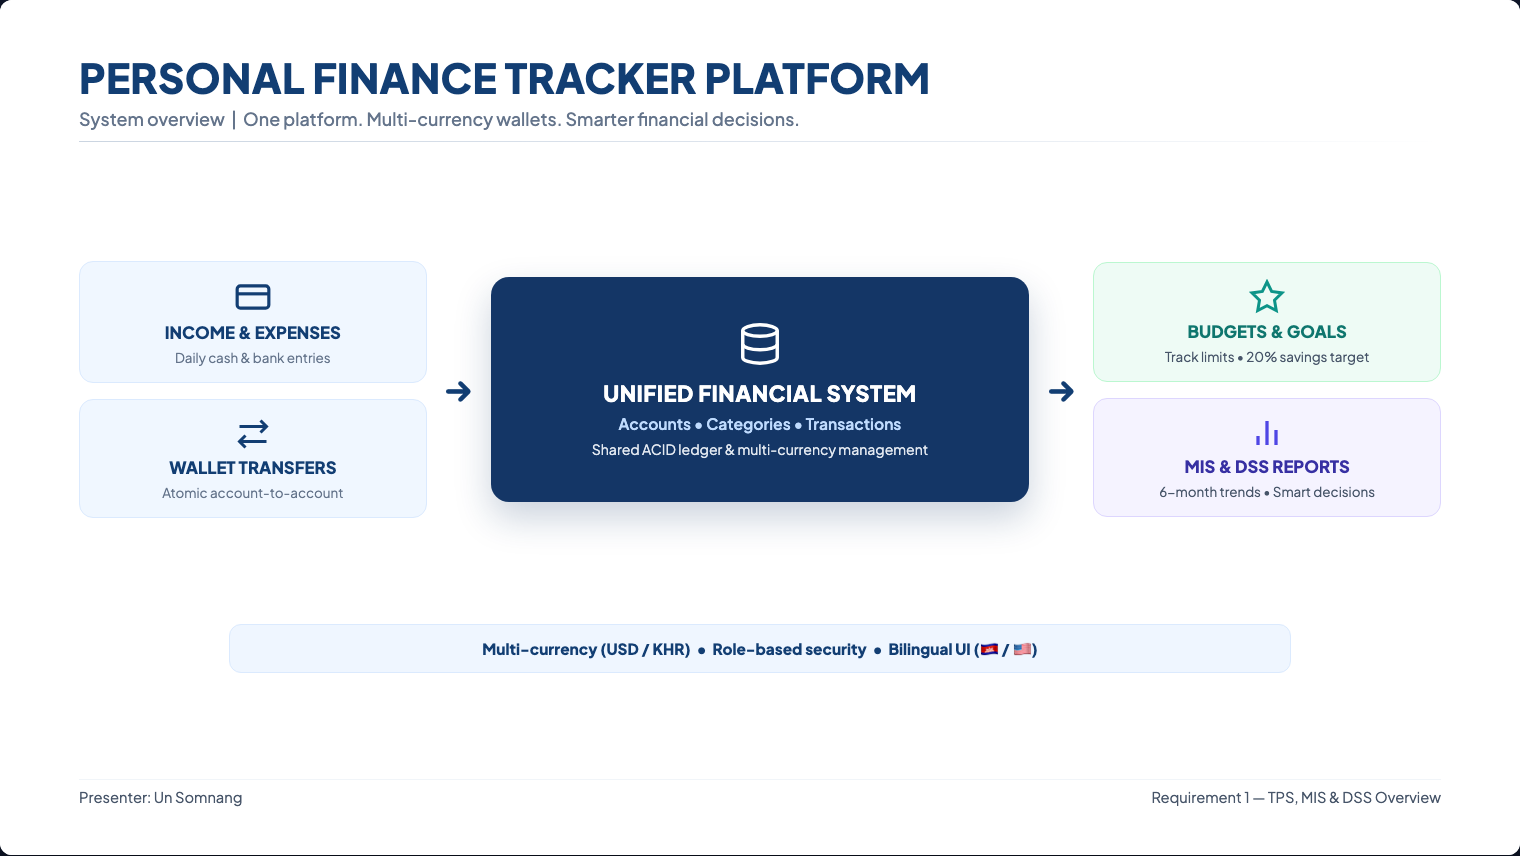 PERSONAL FINANCE TRACKER PLATFORM
System overview | One platform. Multi-currency wallets. Smarter financial decisions.
INCOME & EXPENSES
Daily cash & bank entries
WALLET TRANSFERS
Atomic account-to-account
UNIFIED FINANCIAL SYSTEM
Accounts • Categories • Transactions
Shared ACID ledger & multi-currency management
BUDGETS & GOALS
Track limits • 20% savings target
MIS & DSS REPORTS
6-month trends • Smart decisions
Multi-currency (USD / KHR) • Role-based security • Bilingual UI (🇰🇭 / 🇺🇸)
Presenter: Un Somnang
Requirement 1 — TPS, MIS & DSS Overview